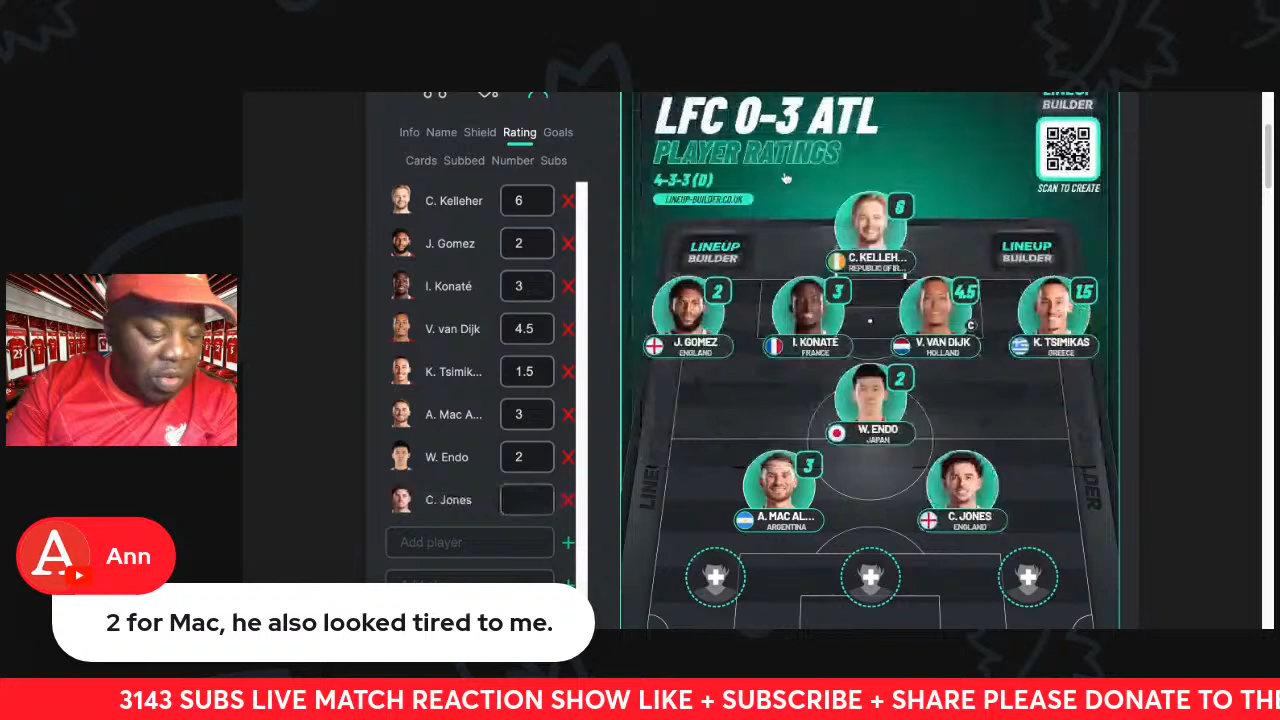 LFC 0-3 ATL
PLAYER RATINGS
4-3-3 (D)
LINEUP-BUILDER.CO.UK
LINEUP
BUILDER
SCAN TO CREATE
Info Name Shield Rating Goals
Cards Subbed Number Subs
C. Kelleher 6
J. Gomez 2
I. Konaté 3
V. van Dijk 4.5
K. Tsimik... 1.5
A. Mac A... 3
W. Endo 2
C. Jones
Add player
LINEUP
BUILDER
LINEUP
BUILDER
6
C. KELLEH...
REPUBLIC OF IR...
2
J. GOMEZ
ENGLAND
3
I. KONATÉ
FRANCE
4.5
C
V. VAN DIJK
HOLLAND
1.5
K. TSIMIKAS
GREECE
2
W. ENDO
JAPAN
3
A. MAC AL...
ARGENTINA
C. JONES
ENGLAND
A
Ann
2 for Mac, he also looked tired to me.
3143 SUBS LIVE MATCH REACTION SHOW LIKE + SUBSCRIBE + SHARE PLEASE DONATE TO THE